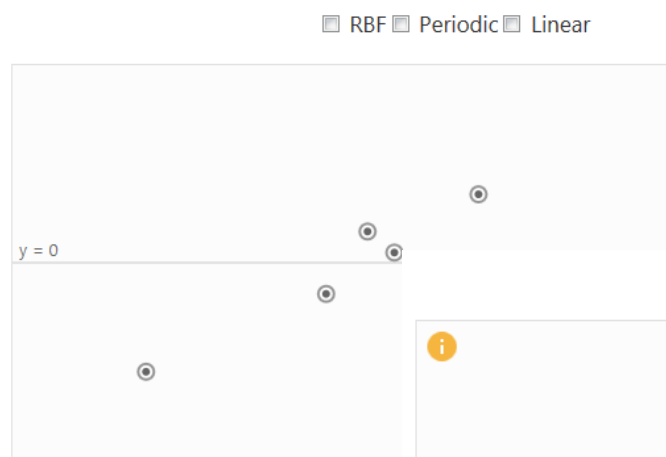 RBF Periodic Linear
y = 0
i